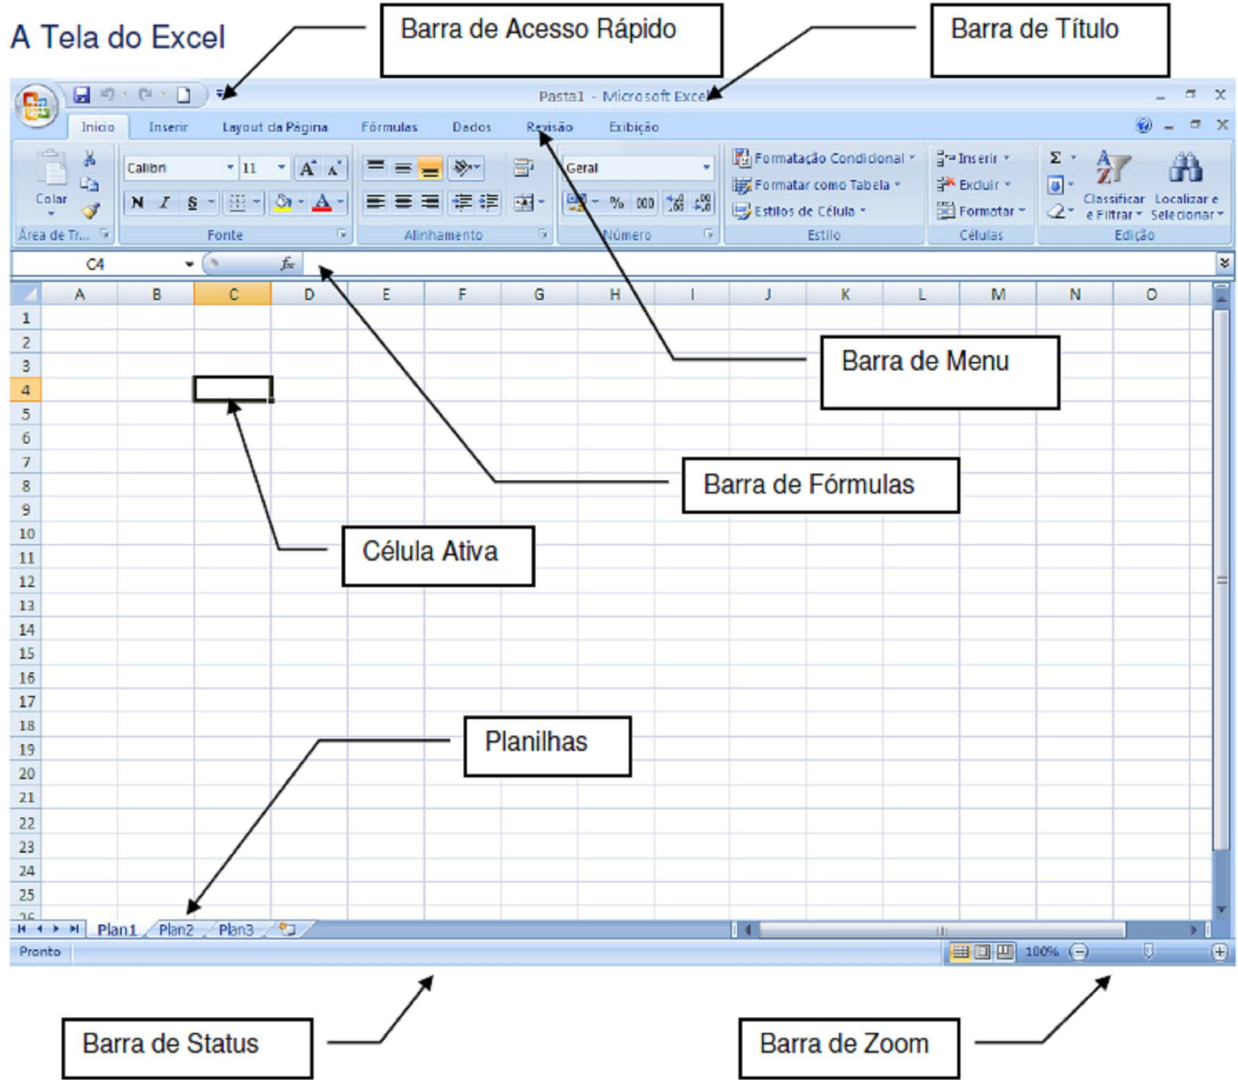 A Tela do Excel
Barra de Acesso Rápido
Barra de Título
Pasta1 - Microsoft Excel
Início Inserir Layout da Página Fórmulas Dados Revisão Exibição
Calibri 11 Geral
Formatação Condicional
Inserir
Σ
Formatar como Tabela
Excluir
Colar
N I S
% 000
Estilos de Célula
Formatar
Classificar e Filtrar
Localizar e Selecionar
Área de Tr... Fonte Alinhamento Número Estilo Células Edição
C4 fx
A B C D E F G H I J K L M N O
1
2
3
4
5
6
7
8
9
10
11
12
13
14
15
16
17
18
19
20
21
22
23
24
25
26
Barra de Menu
Barra de Fórmulas
Célula Ativa
Planilhas
Plan1 Plan2 Plan3
Pronto 100%
Barra de Status
Barra de Zoom